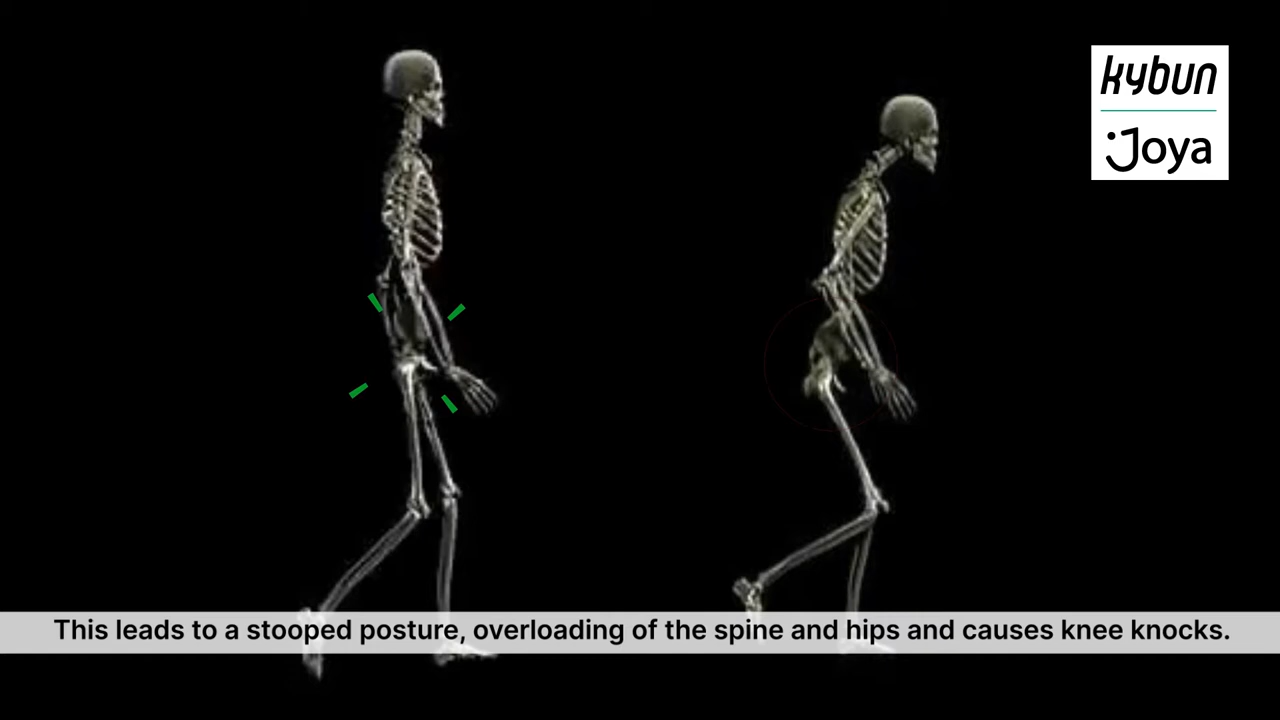 kybun
Joya
This leads to a stooped posture, overloading of the spine and hips and causes knee knocks.